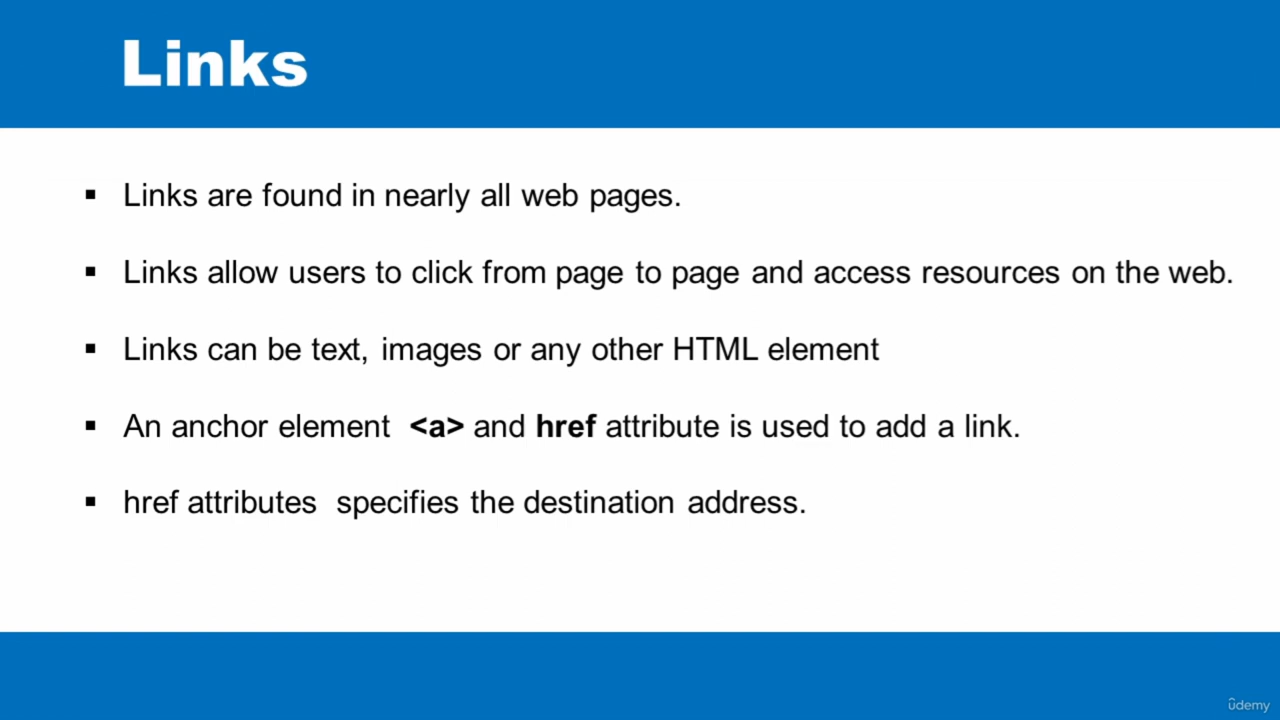 Links
▪ Links are found in nearly all web pages.
▪ Links allow users to click from page to page and access resources on the web.
▪ Links can be text, images or any other HTML element
▪ An anchor element <a> and href attribute is used to add a link.
▪ href attributes specifies the destination address.
ûdemy